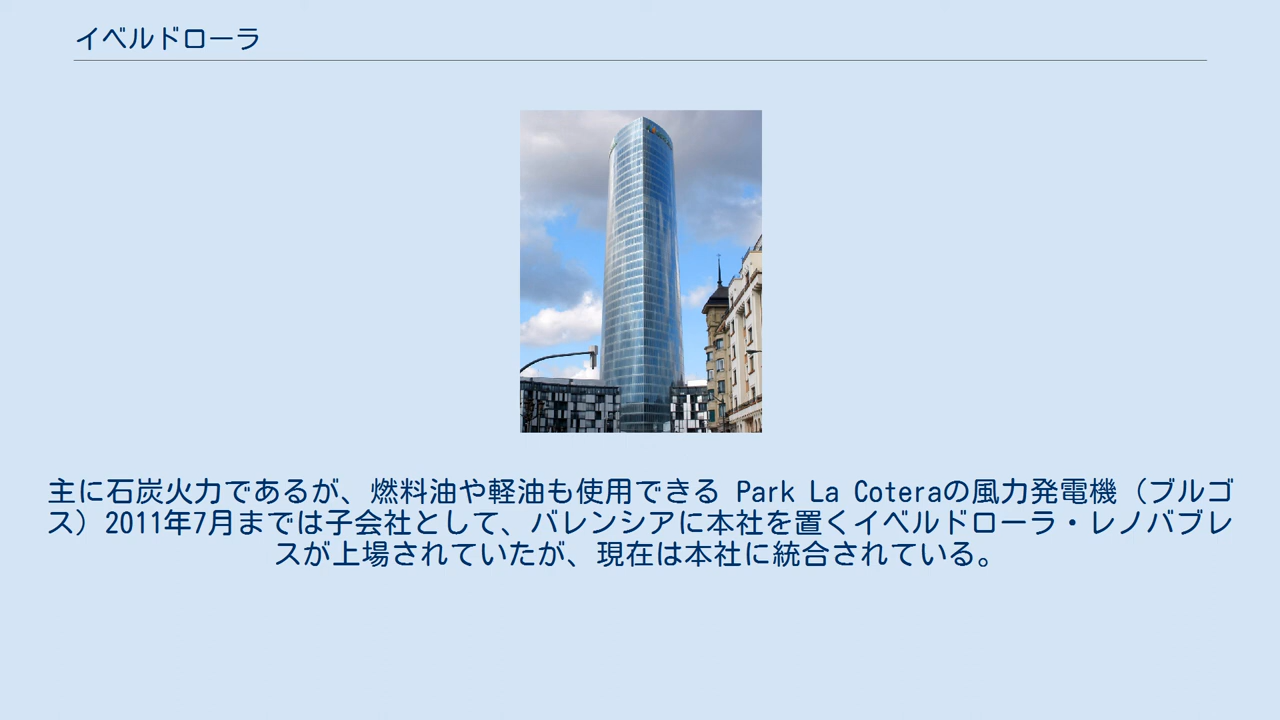 イベルドローラ
主に石炭火力であるが、燃料油や軽油も使用できる Park La Coteraの風力発電機（ブルゴ
ス）2011年7月までは子会社として、バレンシアに本社を置くイベルドローラ・レノバブレ
スが上場されていたが、現在は本社に統合されている。